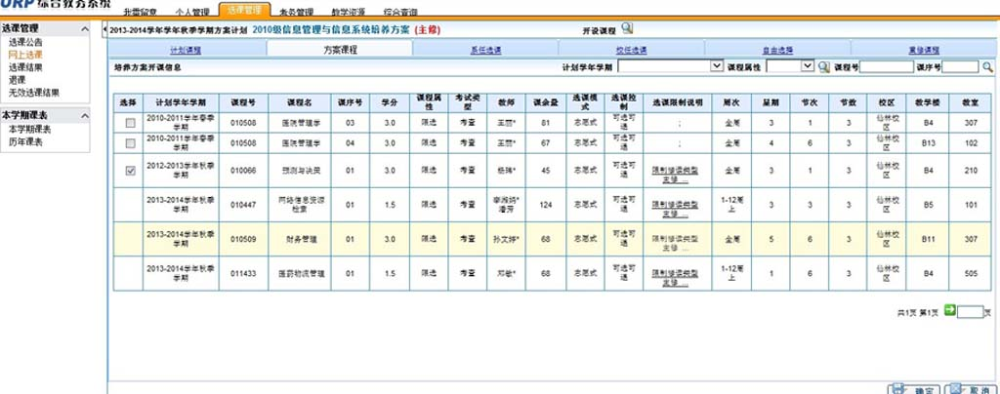 URP 综合教务系统
我要留言 个人管理 选课管理 教务管理 教学资源 综合查询
选课管理
选课公告
网上选课
选课结果
退课
无效选课结果
本学期课表
本学期课表
历年课表
2013-2014学年学年秋季学期方案计划 2010级信息管理与信息系统培养方案 (主修) 开设课程
计划课程 方案课程 系任选课 校任选课 自由选择 重修课程
培养方案开课信息 计划学年学期 课程属性 课程号 课序号
选择 计划学年学期 课程号 课程名 课序号 学分 课程属性 考试类型 教师 课余量 选课模式 选课控制 选课限制说明 周次 星期 节次 节数 校区 教学楼 教室
2010-2011学年春季学期 010508 医院管理学 03 3.0 限选 考查 王丽* 81 志愿式 可选可退 ; 全周 3 1 3 仙林校区 B4 307
2010-2011学年春季学期 010508 医院管理学 04 3.0 限选 考查 王丽* 67 志愿式 可选可退 ; 全周 4 6 3 仙林校区 B13 102
2012-2013学年秋季学期 010066 预测与决策 01 3.0 限选 考查 45 志愿式 可选可退 限制修读类型 主修 ... 全周 3 1 3 仙林校区 B4 210
2013-2014学年秋季学期 010447 网络信息资源检索 01 1.5 限选 考查 124 志愿式 可选可退 限制修读类型 主修 ... 1-12周上 3 3 3 仙林校区 B5 101
2013-2014学年秋季学期 010509 财务管理 01 3.0 限选 考查 孙文婷* 68 志愿式 可选可退 限制修读类型 主修 ... 全周 5 6 3 仙林校区 B11 307
2013-2014学年秋季学期 011433 医药物流管理 01 1.5 限选 考查 邓敏* 68 志愿式 可选可退 限制修读类型 主修 ... 1-12周上 1 6 3 仙林校区 B4 505
共1页 第1页 页
确定 取消